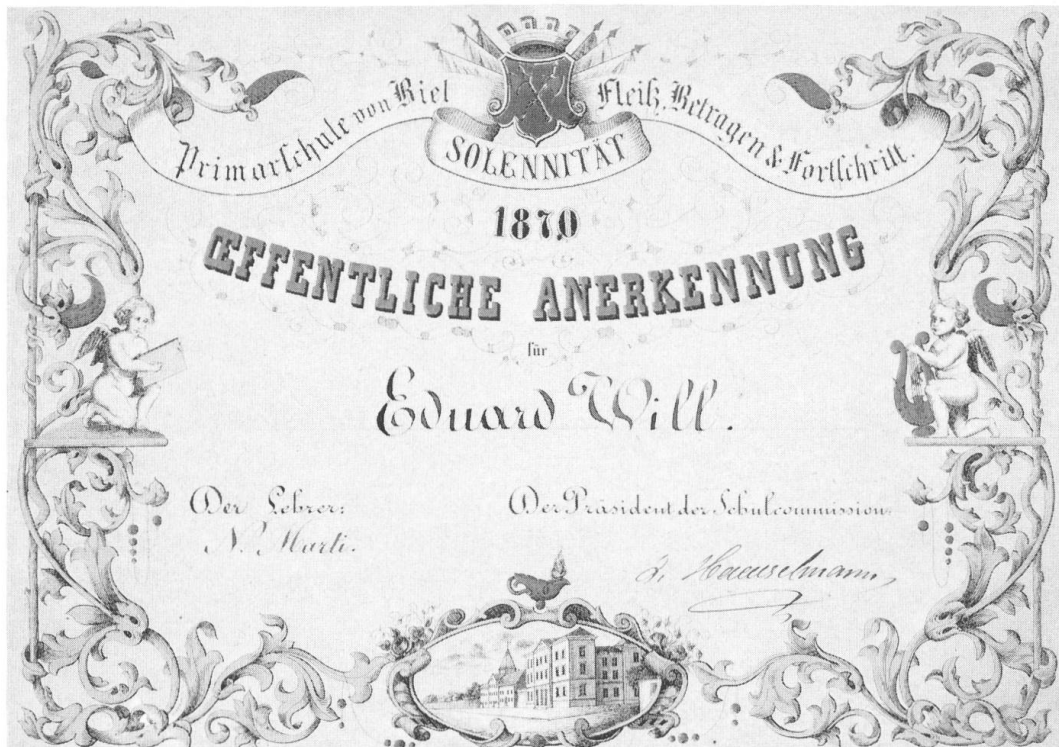 Primarschule von Biel
Fleiß, Betragen & Fortschritt.
SOLENNITÄT
1870
ŒFFENTLICHE ANERKENNUNG
für
Eduard Will.
Der Lehrer:
Der Präsident der Schulcommission:
N. Marti.
J. Haeuselmann,